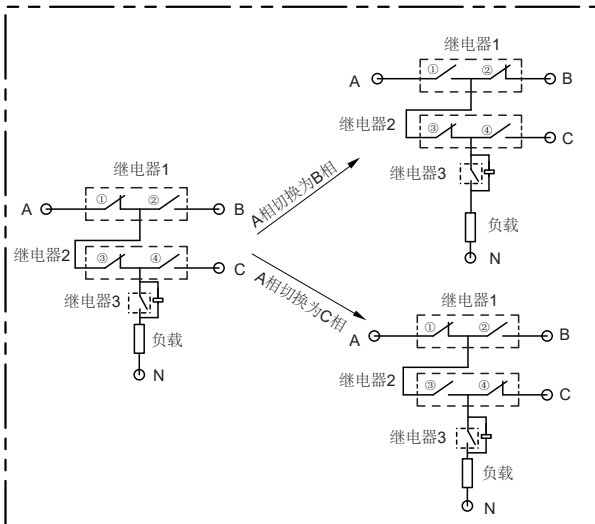 继电器1
① ②
A B
继电器2
③ ④
C
继电器3
负载
N
A相切换为B相
继电器1
① ②
A B
继电器2
③ ④
C
继电器3
负载
N
A相切换为C相
继电器1
① ②
A B
继电器2
③ ④
C
继电器3
负载
N